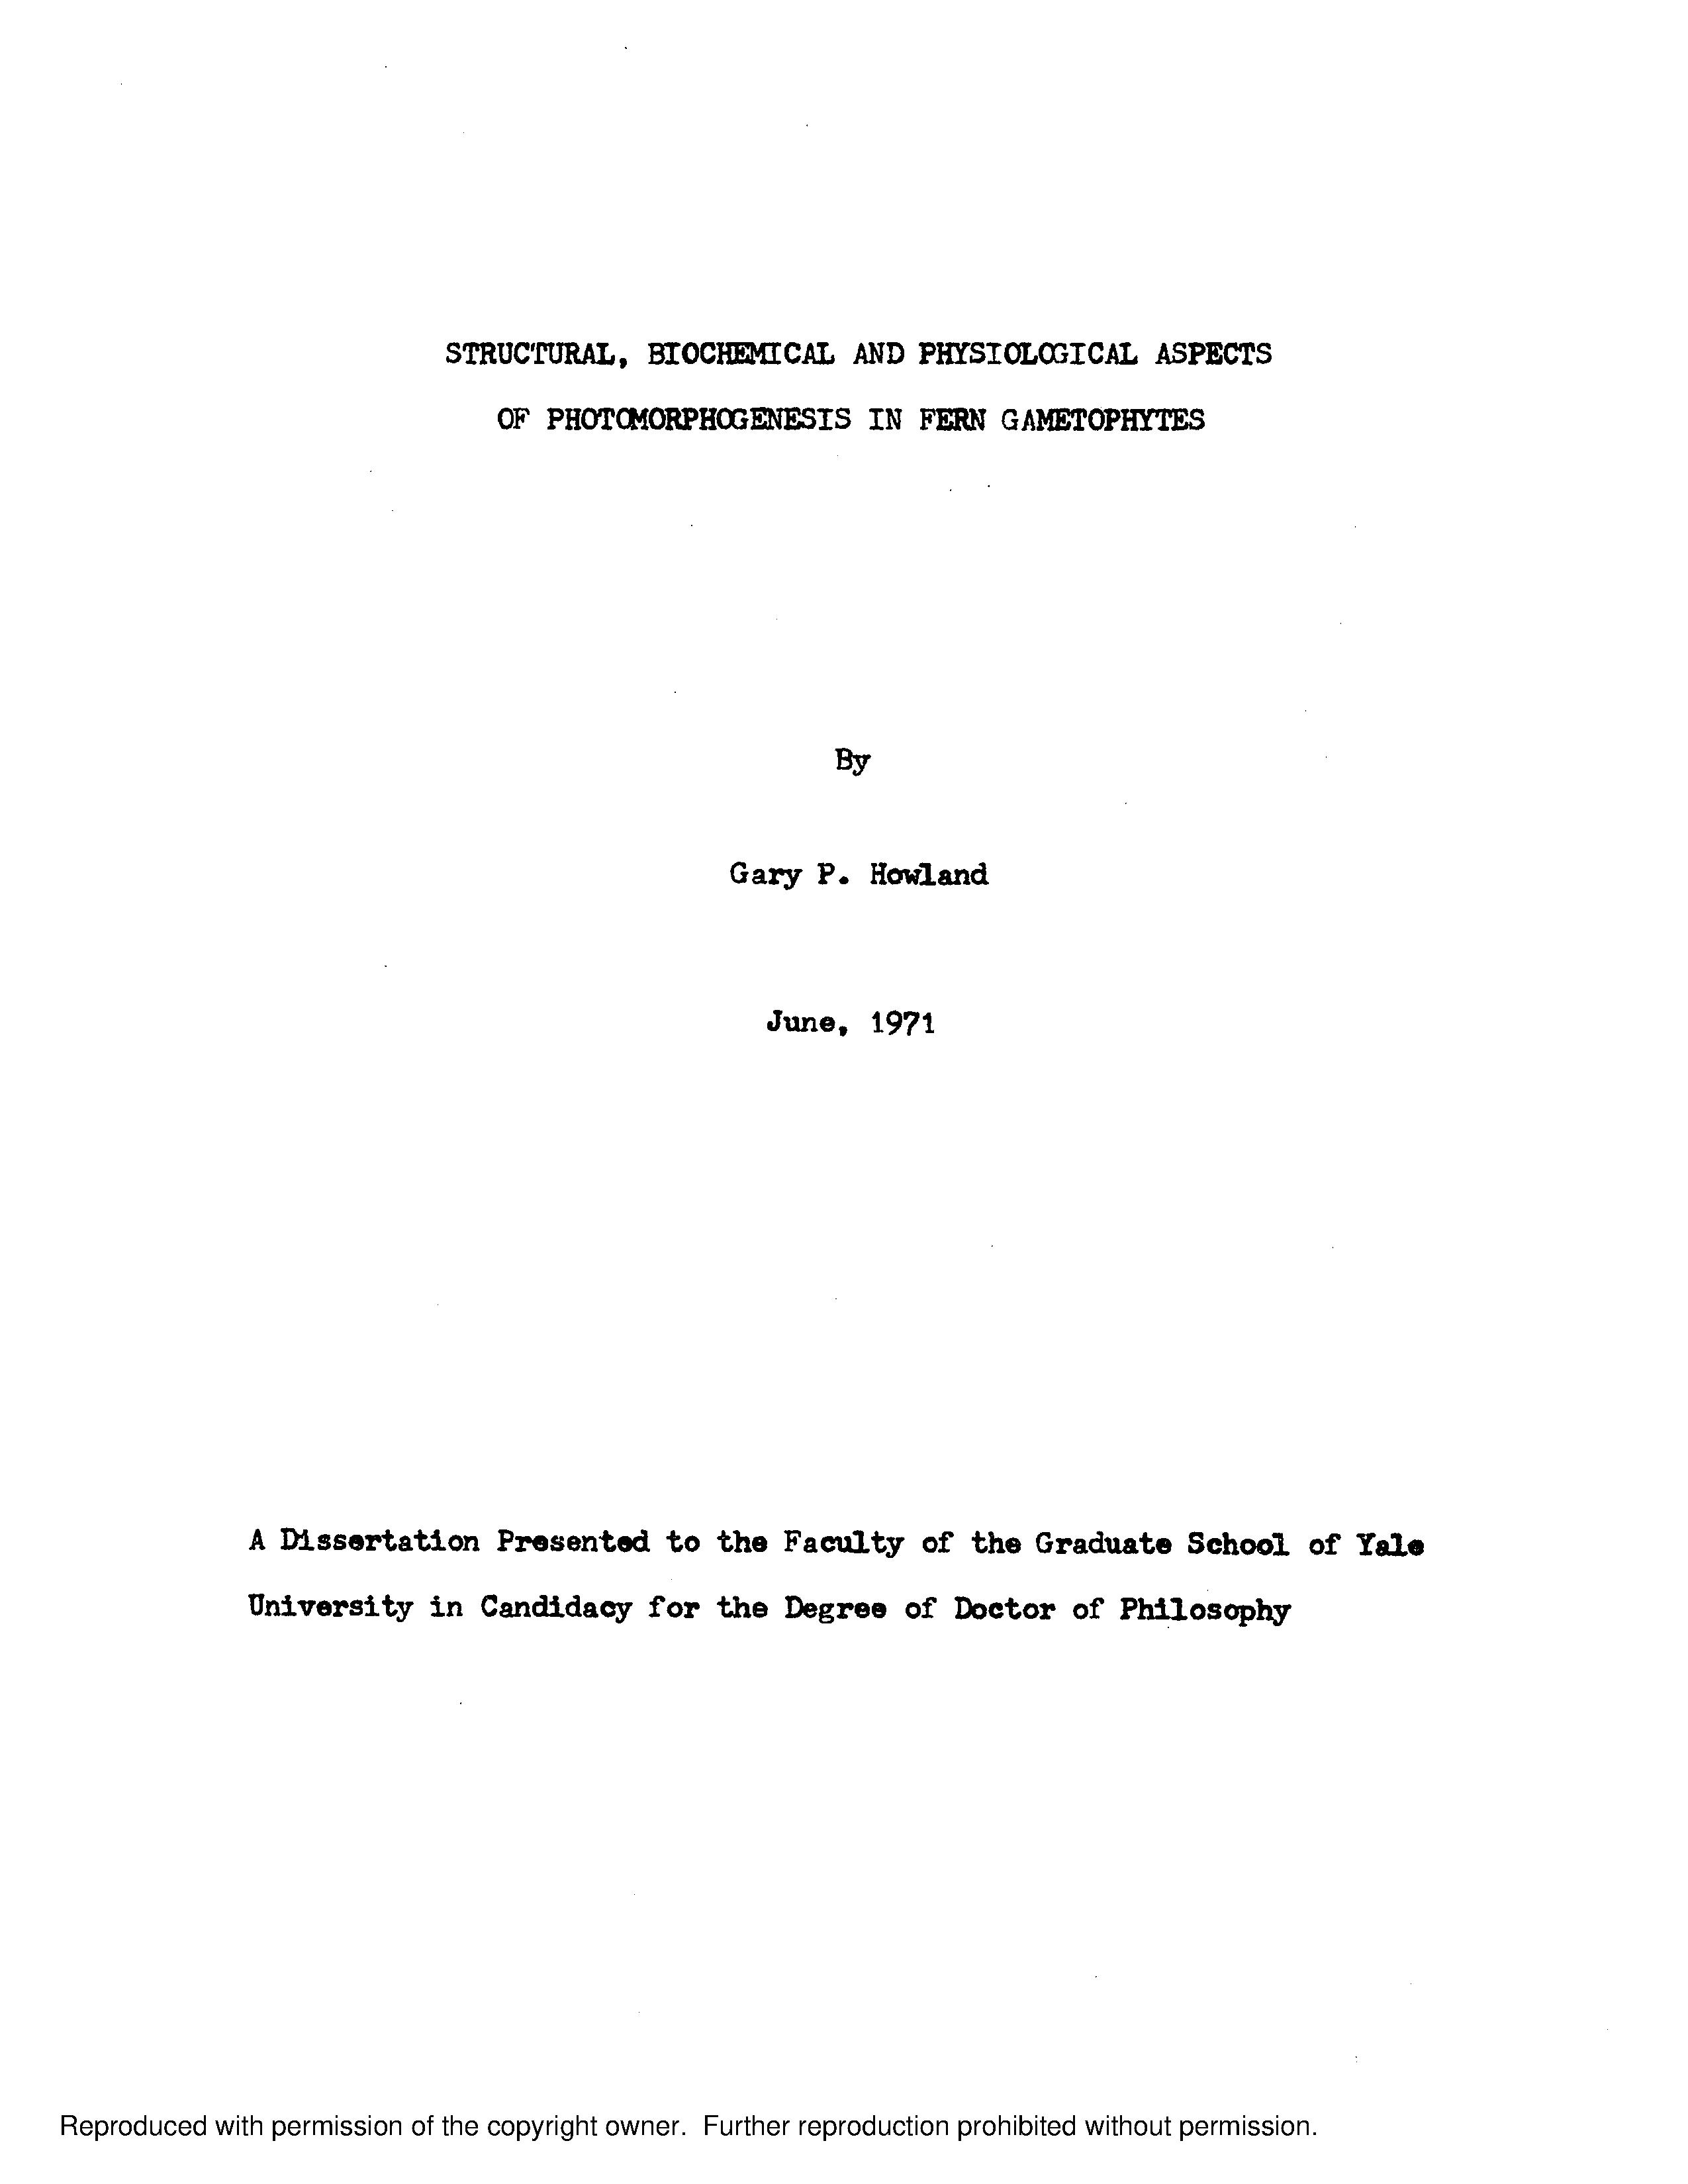 STRUCTURAL, BIOCHEMICAL AND PHYSIOLOGICAL ASPECTS
OF PHOTOMORPHOGENESIS IN FERN GAMETOPHYTES
By
Gary P. Howland
June, 1971
A Dissertation Presented to the Faculty of the Graduate School of Yale
University in Candidacy for the Degree of Doctor of Philosophy
Reproduced with permission of the copyright owner. Further reproduction prohibited without permission.